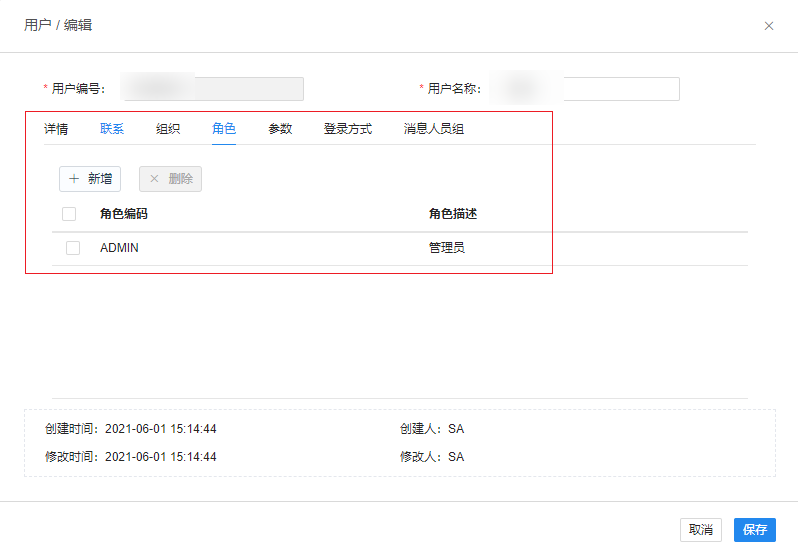 用户 / 编辑
* 用户编号: * 用户名称:
详情 联系 组织 角色 参数 登录方式 消息人员组
新增 删除
角色编码 角色描述
ADMIN 管理员
创建时间: 2021-06-01 15:14:44 创建人: SA
修改时间: 2021-06-01 15:14:44 修改人: SA
取消 保存